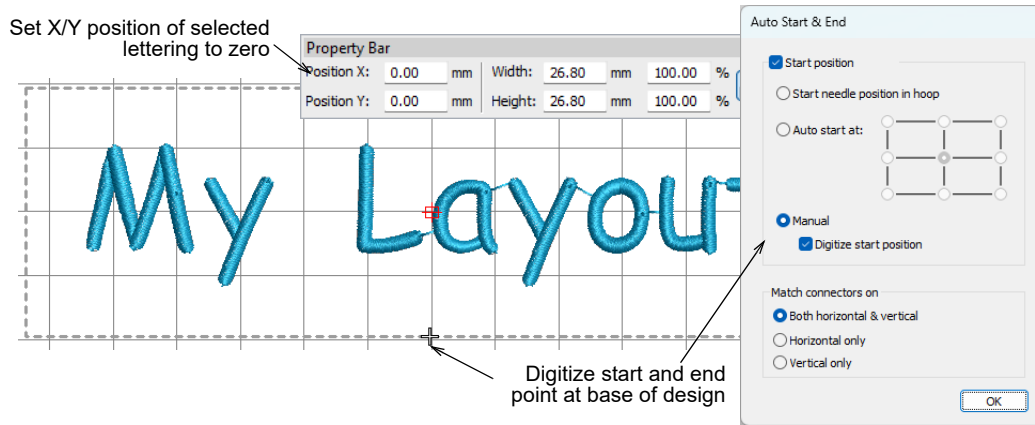 Set X/Y position of selected
lettering to zero
Property Bar
Position X: 0.00 mm Width: 26.80 mm 100.00 %
Position Y: 0.00 mm Height: 26.80 mm 100.00 %
My Layou
Digitize start and end
point at base of design
Auto Start & End
Start position
Start needle position in hoop
Auto start at:
Manual
Digitize start position
Match connectors on
Both horizontal & vertical
Horizontal only
Vertical only
OK